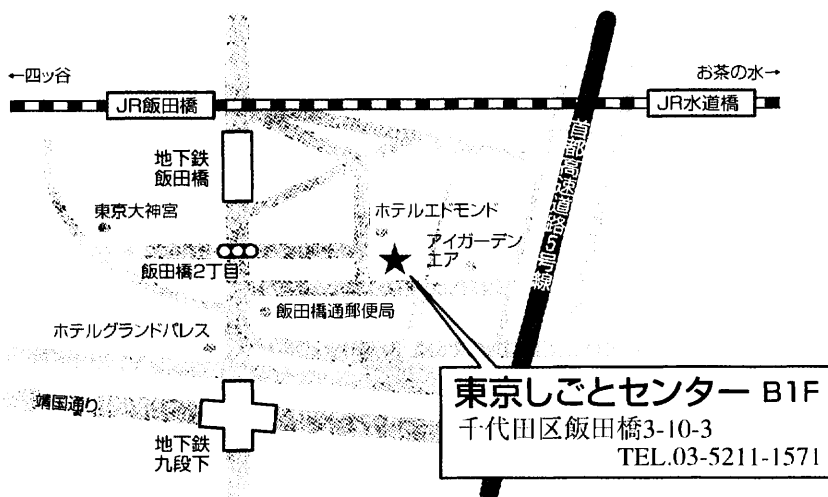 ←四ッ谷
お茶の水→
JR飯田橋
JR水道橋
首都高速道路5号線
地下鉄
飯田橋
東京大神宮
ホテルエドモンド
アイガーデン
エア
飯田橋2丁目
飯田橋通郵便局
ホテルグランドパレス
靖国通り
地下鉄
九段下
東京しごとセンター B1F
千代田区飯田橋3-10-3
TEL.03-5211-1571